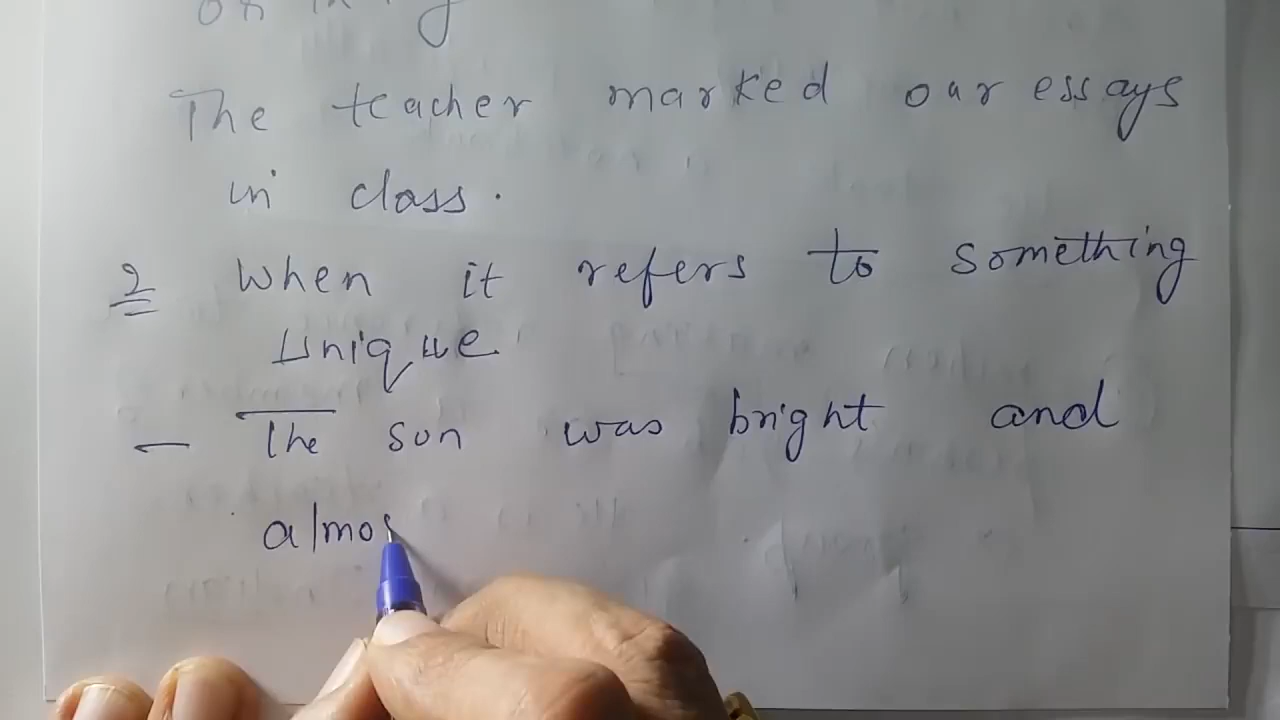 The teacher marked our essays
in class.
2 When it refers to something
Unique
- The son was bright and
almos